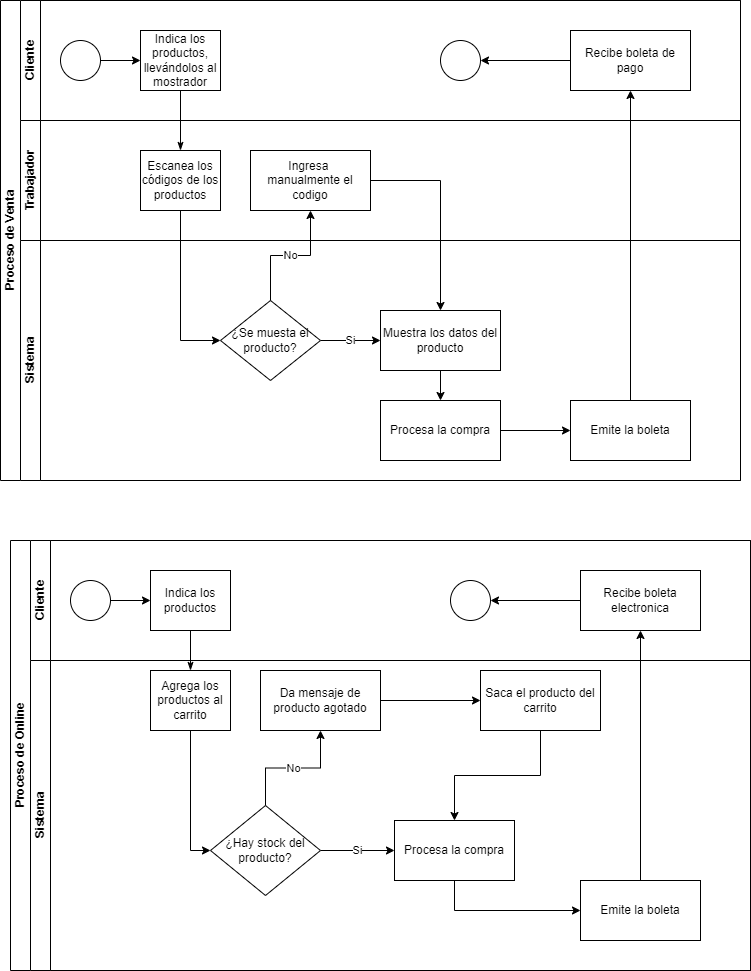 Proceso de Venta
Cliente
Indica los
productos,
llevándolos al
mostrador
Recibe boleta de
pago
Trabajador
Escanea los
códigos de los
productos
Ingresa
manualmente el
codigo
Sistema
No
¿Se muesta el
producto?
Si
Muestra los datos del
producto
Procesa la compra
Emite la boleta
Proceso de Online
Cliente
Indica los
productos
Recibe boleta
electronica
Sistema
Agrega los
productos al
carrito
Da mensaje de
producto agotado
Saca el producto del
carrito
No
¿Hay stock del
producto?
Si
Procesa la compra
Emite la boleta